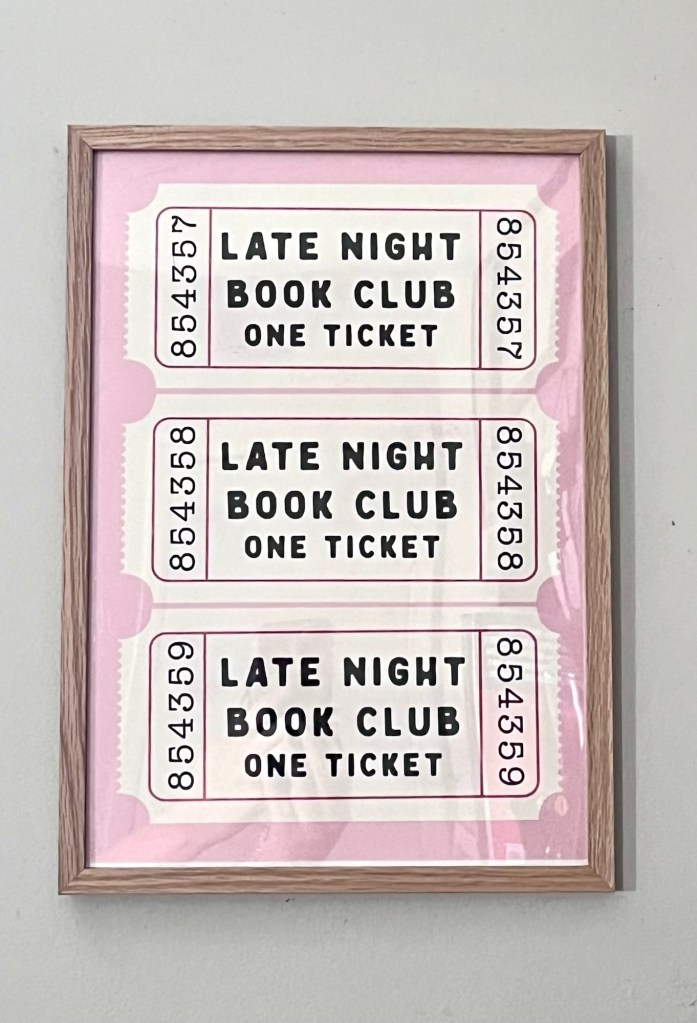 854357
LATE NIGHT
BOOK CLUB
ONE TICKET
854357
854358
LATE NIGHT
BOOK CLUB
ONE TICKET
854358
854359
LATE NIGHT
BOOK CLUB
ONE TICKET
854359